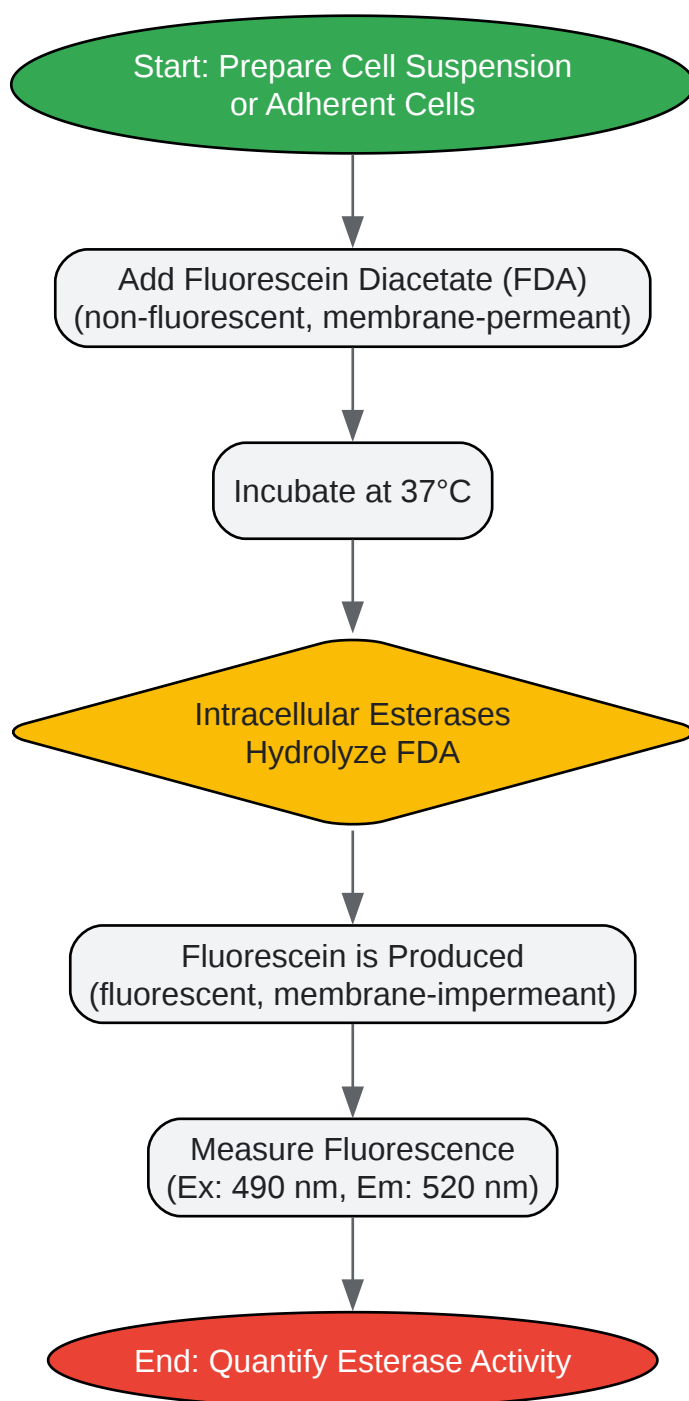 Start: Prepare Cell Suspension
or Adherent Cells
Add Fluorescein Diacetate (FDA)
(non-fluorescent, membrane-permeant)
Incubate at 37°C
Intracellular Esterases
Hydrolyze FDA
Fluorescein is Produced
(fluorescent, membrane-impermeant)
Measure Fluorescence
(Ex: 490 nm, Em: 520 nm)
End: Quantify Esterase Activity